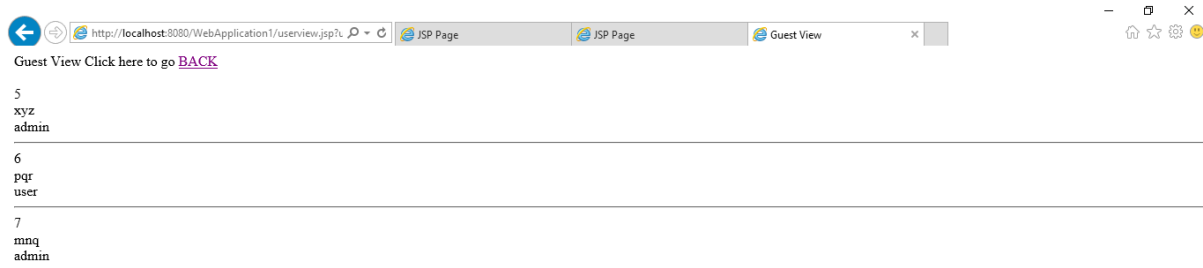 http://localhost:8080/WebApplication1/userview.jsp?u
JSP Page
JSP Page
Guest View
Guest View Click here to go BACK
5
xyz
admin
6
pqr
user
7
mnq
admin